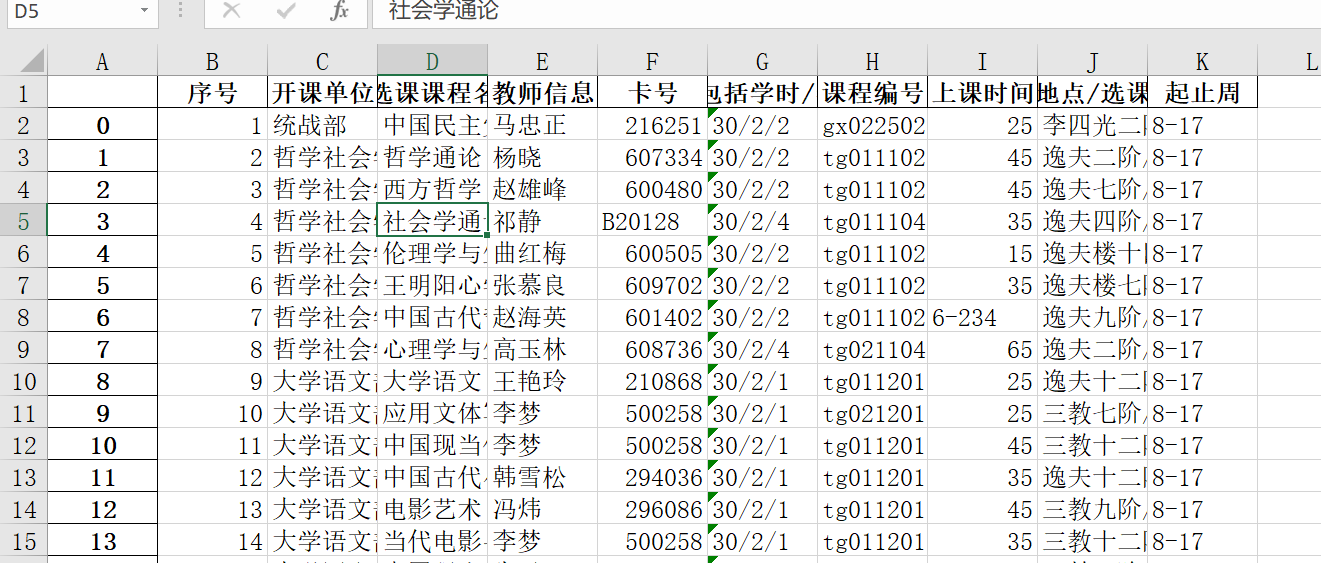 D5 fx 社会学通论
A B C D E F G H I J K L
1 序号 开课单位 选课课程名 教师信息 卡号 包括学时/ 课程编号 上课时间 地点/选课 起止周
2 0 1 统战部 中国民主 马忠正 216251 30/2/2 gx022502 25 李四光二 8-17
3 1 2 哲学社会 哲学通论 杨晓 607334 30/2/2 tg011102 45 逸夫二阶/ 8-17
4 2 3 哲学社会 西方哲学 赵雄峰 600480 30/2/2 tg011102 45 逸夫七阶/ 8-17
5 3 4 哲学社会 社会学通 祁静 B20128 30/2/4 tg011104 35 逸夫四阶/ 8-17
6 4 5 哲学社会 伦理学与 曲红梅 600505 30/2/2 tg011102 15 逸夫楼十 8-17
7 5 6 哲学社会 王明阳心 张慕良 609702 30/2/2 tg011102 35 逸夫楼七 8-17
8 6 7 哲学社会 中国古代 赵海英 601402 30/2/2 tg011102 6-234 逸夫九阶/ 8-17
9 7 8 哲学社会 心理学与 高玉林 608736 30/2/4 tg021104 65 逸夫二阶/ 8-17
10 8 9 大学语文 大学语文 王艳玲 210868 30/2/1 tg011201 25 逸夫十二 8-17
11 9 10 大学语文 应用文体 李梦 500258 30/2/1 tg021201 25 三教七阶/ 8-17
12 10 11 大学语文 中国现当 李梦 500258 30/2/1 tg011201 45 三教十二 8-17
13 11 12 大学语文 中国古代 韩雪松 294036 30/2/1 tg011201 35 逸夫十二 8-17
14 12 13 大学语文 电影艺术 冯炜 296086 30/2/1 tg011201 45 三教九阶/ 8-17
15 13 14 大学语文 当代电影 李梦 500258 30/2/1 tg011201 35 三教十二 8-17